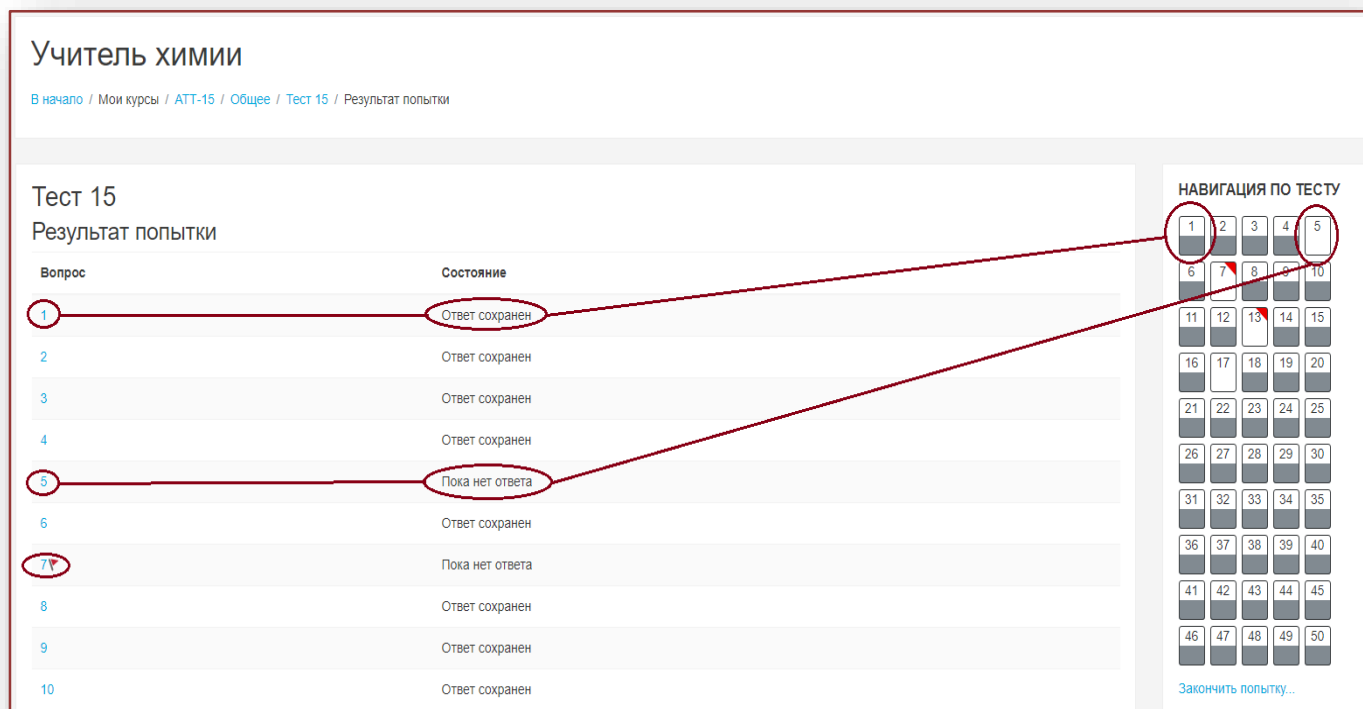 Учитель химии
В начало / Мои курсы / АТТ-15 / Общее / Тест 15 / Результат попытки
Тест 15
Результат попытки
Вопрос Состояние
1 Ответ сохранен
2 Ответ сохранен
3 Ответ сохранен
4 Ответ сохранен
5 Пока нет ответа
6 Ответ сохранен
7 Пока нет ответа
8 Ответ сохранен
9 Ответ сохранен
10 Ответ сохранен
НАВИГАЦИЯ ПО ТЕСТУ
1 2 3 4 5
6 7 8 9 10
11 12 13 14 15
16 17 18 19 20
21 22 23 24 25
26 27 28 29 30
31 32 33 34 35
36 37 38 39 40
41 42 43 44 45
46 47 48 49 50
Закончить попытку...